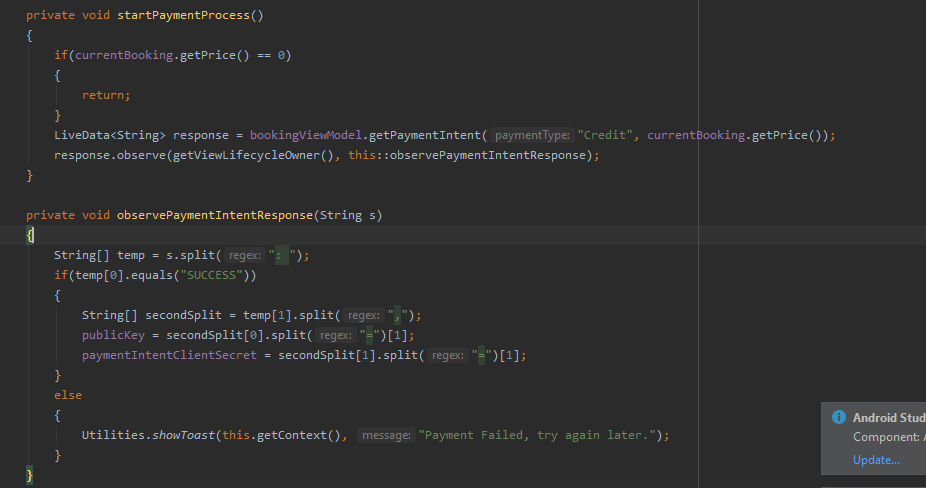 private void startPaymentProcess()
{
if(currentBooking.getPrice() == 0)
{
return;
}
LiveData<String> response = bookingViewModel.getPaymentIntent( paymentType: "Credit", currentBooking.getPrice());
response.observe(getViewLifecycleOwner(), this::observePaymentIntentResponse);
}
private void observePaymentIntentResponse(String s)
{
String[] temp = s.split( regex: ": ");
if(temp[0].equals("SUCCESS"))
{
String[] secondSplit = temp[1].split( regex: ",");
publicKey = secondSplit[0].split( regex: "=")[1];
paymentIntentClientSecret = secondSplit[1].split( regex: "=")[1];
}
else
{
Utilities.showToast(this.getContext(), message: "Payment Failed, try again later.");
}
}
Android Stud
Component: A
Update...